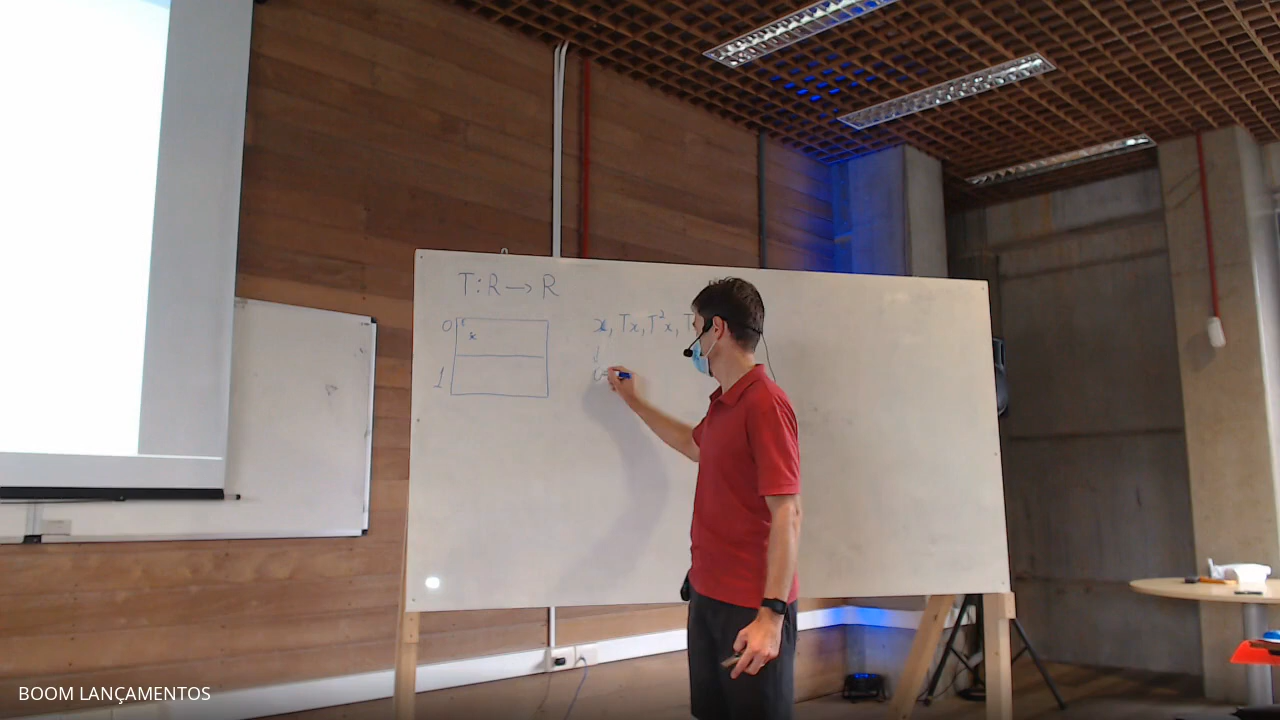 T: R → R
0
x
1
x, Tx, T²x, T
BOOM LANÇAMENTOS